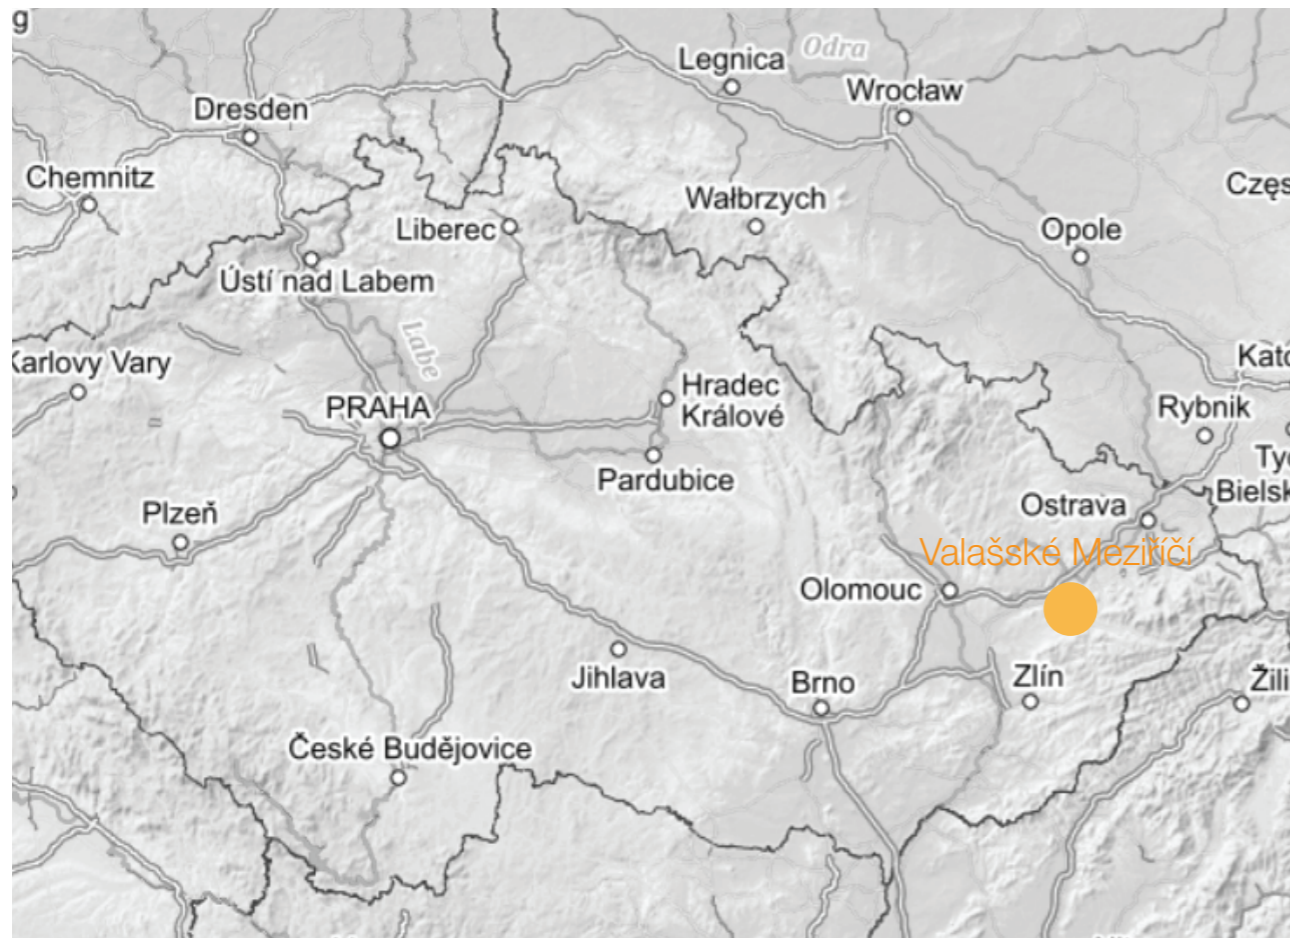 g
Legnica
Odra
Wrocław
Dresden
Chemnitz
Częs
Wałbrzych
Liberec
Opole
Ústí nad Labem
Labe
Karlovy Vary
Kato
PRAHA
Hradec
Králové
Rybnik
Pardubice
Ty
Bielsk
Plzeň
Ostrava
Valašské Meziříčí
Olomouc
Jihlava
Brno
Zlín
Žili
České Budějovice